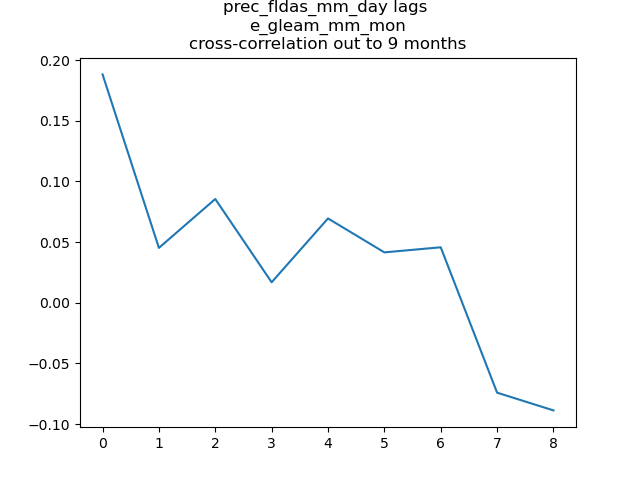 prec_fldas_mm_day lags
e_gleam_mm_mon
cross-correlation out to 9 months
0.20
0.15
0.10
0.05
0.00
−0.05
−0.10
0 1 2 3 4 5 6 7 8